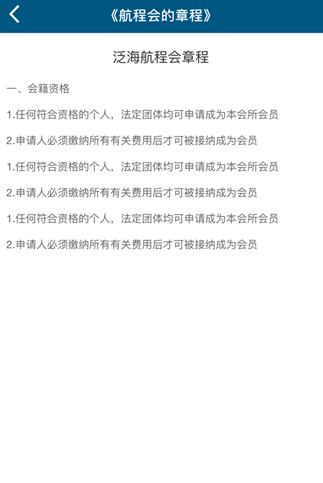 《航程会的章程》
泛海航程会章程
一、会籍资格
1.任何符合资格的个人，法定团体均可申请成为本会所会员
2.申请人必须缴纳所有有关费用后才可被接纳成为会员
1.任何符合资格的个人，法定团体均可申请成为本会所会员
2.申请人必须缴纳所有有关费用后才可被接纳成为会员
1.任何符合资格的个人，法定团体均可申请成为本会所会员
2.申请人必须缴纳所有有关费用后才可被接纳成为会员